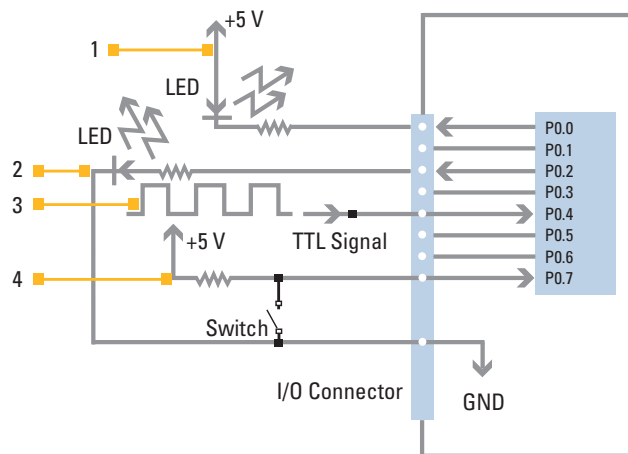 +5 V
1
LED
LED
P0.0
P0.1
2
P0.2
P0.3
3
P0.4
+5 V
TTL Signal
P0.5
P0.6
4
P0.7
Switch
I/O Connector
GND